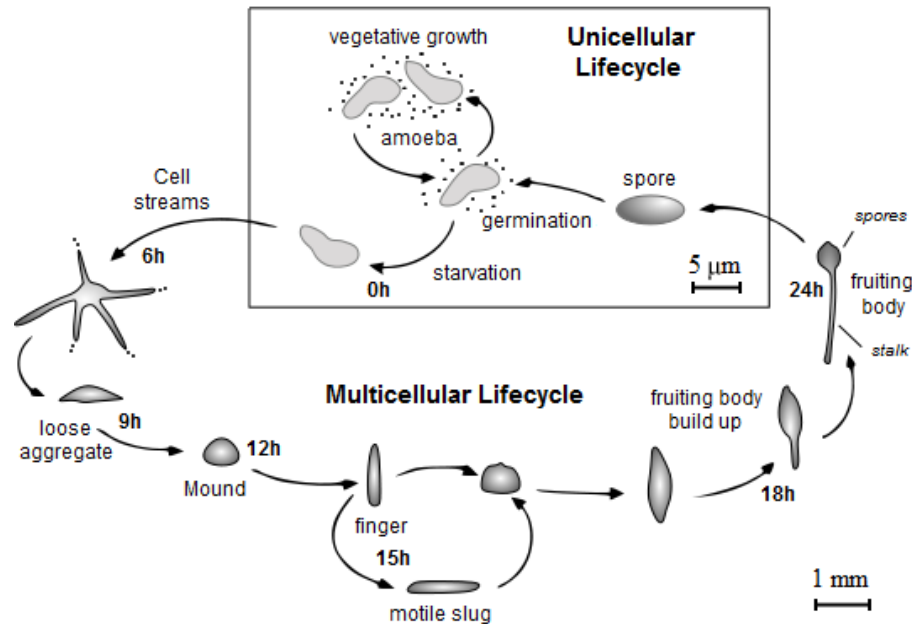 vegetative growth
Unicellular
Lifecycle
amoeba
Cell
streams
spore
germination
spores
6h
starvation
0h
5 µm
24h
fruiting
body
stalk
Multicellular Lifecycle
fruiting body
build up
9h
loose
aggregate
12h
Mound
18h
finger
15h
motile slug
1 mm